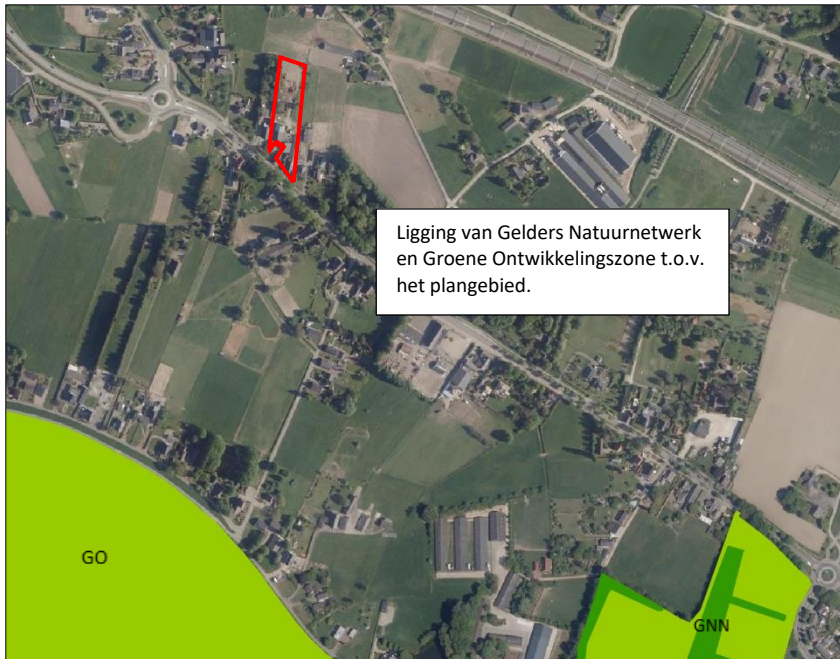 Ligging van Gelders Natuurnetwerk
en Groene Ontwikkelingszone t.o.v.
het plangebied.
GO
GNN